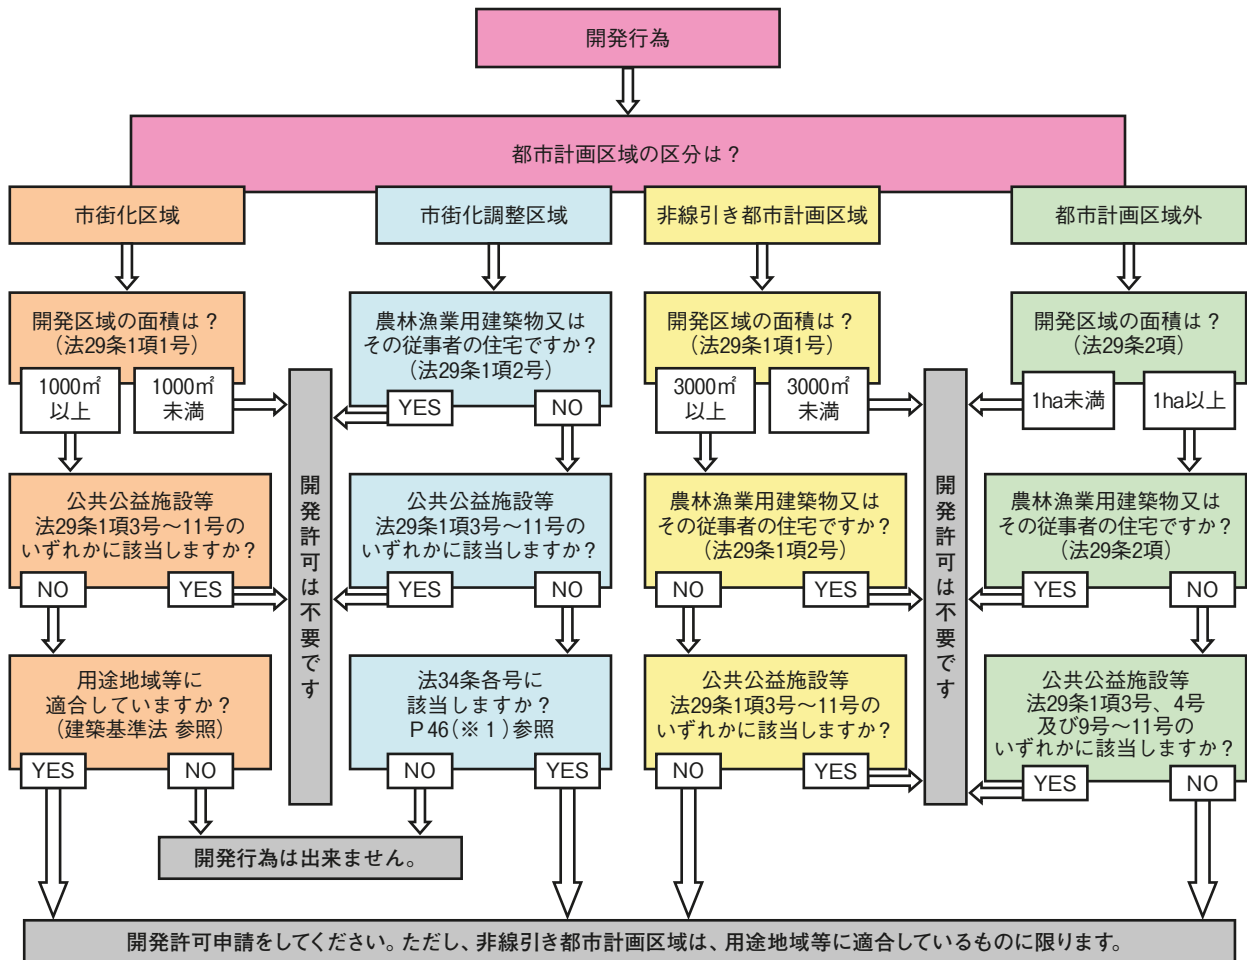 開発行為
都市計画区域の区分は？
市街化区域
市街化調整区域
非線引き都市計画区域
都市計画区域外
開発区域の面積は？
（法29条1項1号）
1000㎡
以上
1000㎡
未満
農林漁業用建築物又は
その従事者の住宅ですか？
（法29条1項2号）
YES
NO
開発区域の面積は？
（法29条1項1号）
3000㎡
以上
3000㎡
未満
開発区域の面積は？
（法29条2項）
1ha未満
1ha以上
開発許可は不要です
開発許可は不要です
公共公益施設等
法29条1項3号～11号の
いずれかに該当しますか？
NO
YES
公共公益施設等
法29条1項3号～11号の
いずれかに該当しますか？
YES
NO
農林漁業用建築物又は
その従事者の住宅ですか？
（法29条1項2号）
NO
YES
農林漁業用建築物又は
その従事者の住宅ですか？
（法29条2項）
YES
NO
用途地域等に
適合していますか？
（建築基準法 参照）
YES
NO
法34条各号に
該当しますか？
P46(※1)参照
NO
YES
公共公益施設等
法29条1項3号～11号の
いずれかに該当しますか？
NO
YES
公共公益施設等
法29条1項3号、4号
及び9号～11号の
いずれかに該当しますか？
YES
NO
開発行為は出来ません。
開発許可申請をしてください。ただし、非線引き都市計画区域は、用途地域等に適合しているものに限ります。